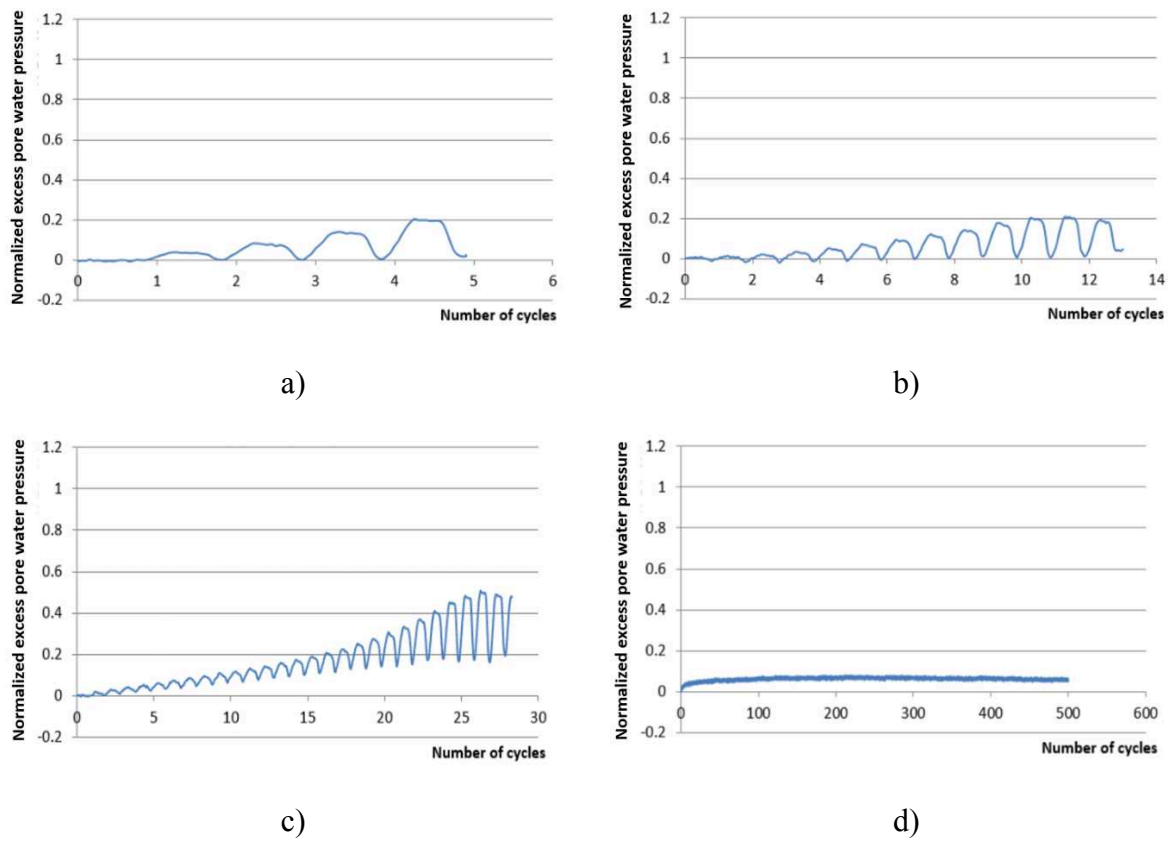 Normalized excess pore water pressure
1.2
1
0.8
0.6
0.4
0.2
0
-0.2
0 1 2 3 4 5 6
Number of cycles
a)
Normalized excess pore water pressure
1.2
1
0.8
0.6
0.4
0.2
0
-0.2
0 2 4 6 8 10 12 14
Number of cycles
b)
Normalized excess pore water pressure
1.2
1
0.8
0.6
0.4
0.2
0
-0.2
0 5 10 15 20 25 30
Number of cycles
c)
Normalized excess pore water pressure
1.2
1
0.8
0.6
0.4
0.2
0
-0.2
0 100 200 300 400 500 600
Number of cycles
d)